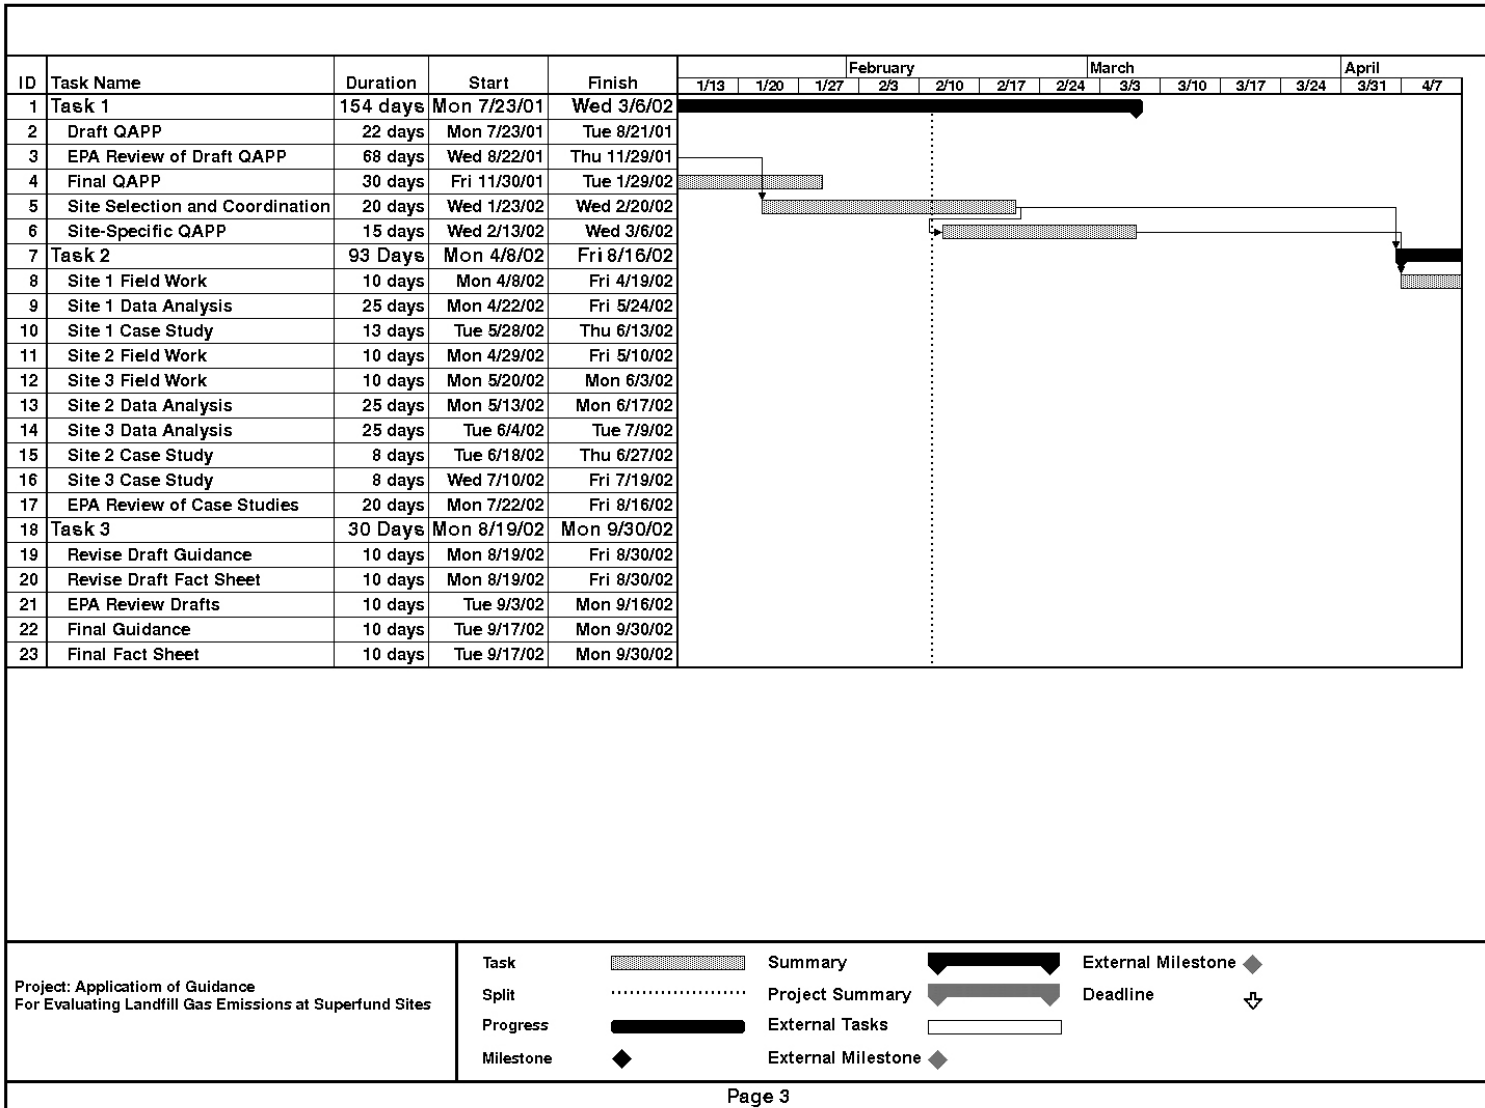 February March April
ID Task Name Duration Start Finish 1/13 1/20 1/27 2/3 2/10 2/17 2/24 3/3 3/10 3/17 3/24 3/31 4/7
1 Task 1 154 days Mon 7/23/01 Wed 3/6/02
2 Draft QAPP 22 days Mon 7/23/01 Tue 8/21/01
3 EPA Review of Draft QAPP 68 days Wed 8/22/01 Thu 11/29/01
4 Final QAPP 30 days Fri 11/30/01 Tue 1/29/02
5 Site Selection and Coordination 20 days Wed 1/23/02 Wed 2/20/02
6 Site-Specific QAPP 15 days Wed 2/13/02 Wed 3/6/02
7 Task 2 93 Days Mon 4/8/02 Fri 8/16/02
8 Site 1 Field Work 10 days Mon 4/8/02 Fri 4/19/02
9 Site 1 Data Analysis 25 days Mon 4/22/02 Fri 5/24/02
10 Site 1 Case Study 13 days Tue 5/28/02 Thu 6/13/02
11 Site 2 Field Work 10 days Mon 4/29/02 Fri 5/10/02
12 Site 3 Field Work 10 days Mon 5/20/02 Mon 6/3/02
13 Site 2 Data Analysis 25 days Mon 5/13/02 Mon 6/17/02
14 Site 3 Data Analysis 25 days Tue 6/4/02 Tue 7/9/02
15 Site 2 Case Study 8 days Tue 6/18/02 Thu 6/27/02
16 Site 3 Case Study 8 days Wed 7/10/02 Fri 7/19/02
17 EPA Review of Case Studies 20 days Mon 7/22/02 Fri 8/16/02
18 Task 3 30 Days Mon 8/19/02 Mon 9/30/02
19 Revise Draft Guidance 10 days Mon 8/19/02 Fri 8/30/02
20 Revise Draft Fact Sheet 10 days Mon 8/19/02 Fri 8/30/02
21 EPA Review Drafts 10 days Tue 9/3/02 Mon 9/16/02
22 Final Guidance 10 days Tue 9/17/02 Mon 9/30/02
23 Final Fact Sheet 10 days Tue 9/17/02 Mon 9/30/02
Project: Applicatiom of Guidance
For Evaluating Landfill Gas Emissions at Superfund Sites
Task Summary External Milestone
Split Project Summary Deadline
Progress External Tasks
Milestone External Milestone
Page 3